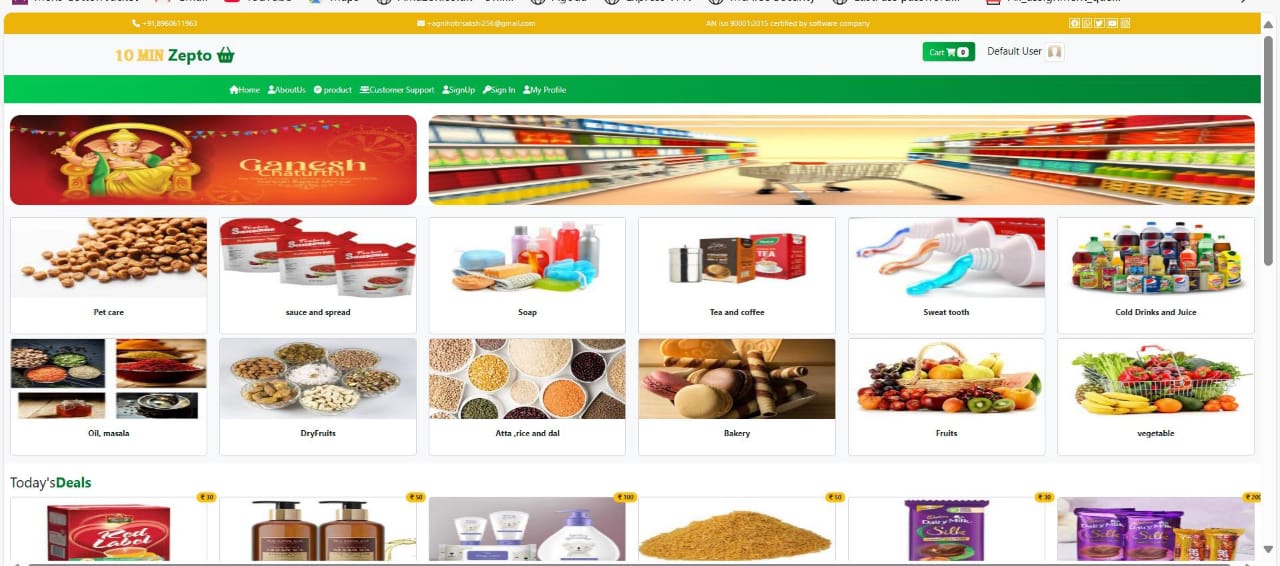 +91,8960611963 +agnihotrisakshi256@gmail.com AN iso 90001:2015 certified by software company
10 MIN Zepto Cart 0 Default User
Home AboutUs product Customer Support SignUp Sign In My Profile
Ganesh
Chaturthi
Pet care sauce and spread Soap Tea and coffee Sweat tooth Cold Drinks and Juice
Oil, masala DryFruits Atta ,rice and dal Bakery Fruits vegetable
Today'sDeals
₹ 30 ₹ 50 ₹ 100 ₹ 50 ₹ 30 ₹ 200
Red
Label
Dairy Milk
Silk
Dairy Milk
Silk